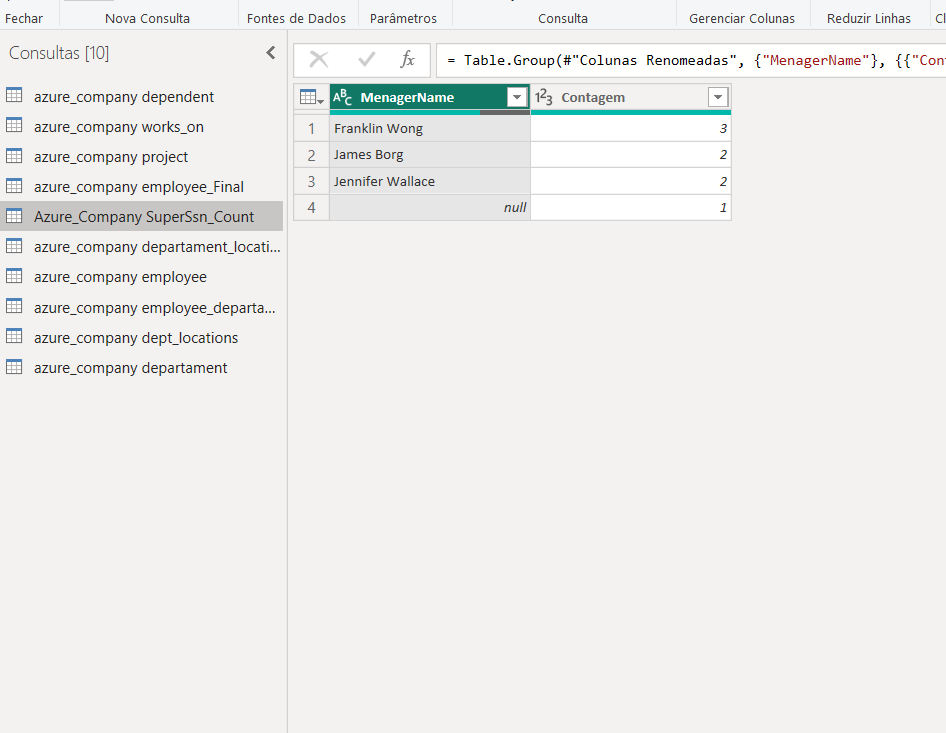 Fechar Nova Consulta Fontes de Dados Parâmetros Consulta Gerenciar Colunas Reduzir Linhas
Consultas [10]
azure_company dependent
azure_company works_on
azure_company project
azure_company employee_Final
Azure_Company SuperSsn_Count
azure_company departament_locati...
azure_company employee
azure_company employee_departa...
azure_company dept_locations
azure_company departament
fx = Table.Group(#"Colunas Renomeadas", {"MenagerName"}, {{"Con
ABC MenagerName 123 Contagem
1 Franklin Wong 3
2 James Borg 2
3 Jennifer Wallace 2
4 null 1